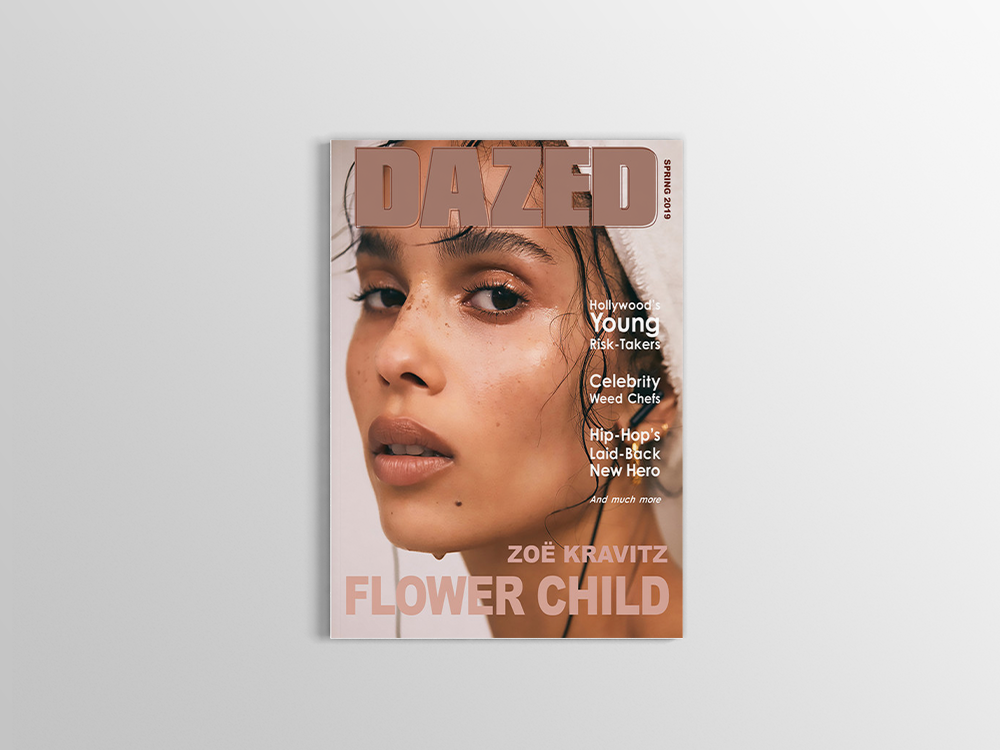 DAZED
SPRING 2019
Hollywood's
Young
Risk-Takers
Celebrity
Weed Chefs
Hip-Hop's
Laid-Back
New Hero
And much more
ZOË KRAVITZ
FLOWER CHILD